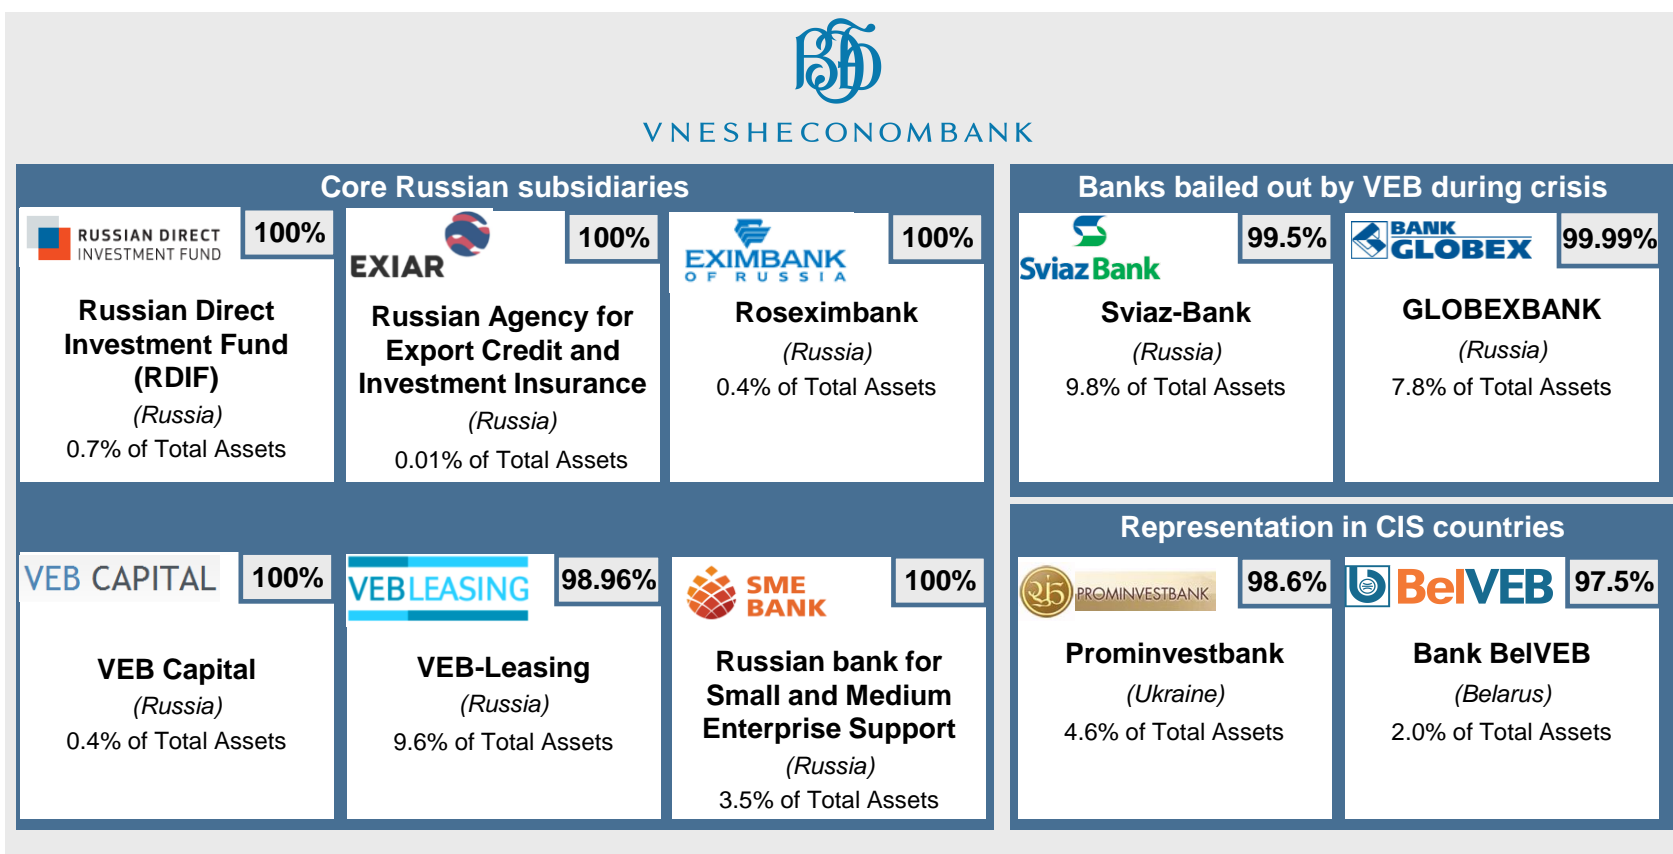 VNESHECONOMBANK
Core Russian subsidiaries
RUSSIAN DIRECT
INVESTMENT FUND
100%
Russian Direct
Investment Fund
(RDIF)
(Russia)
0.7% of Total Assets
EXIAR
100%
Russian Agency for
Export Credit and
Investment Insurance
(Russia)
0.01% of Total Assets
EXIMBANK
OF RUSSIA
100%
Roseximbank
(Russia)
0.4% of Total Assets
VEB CAPITAL
100%
VEB Capital
(Russia)
0.4% of Total Assets
VEBLEASING
98.96%
VEB-Leasing
(Russia)
9.6% of Total Assets
SME
BANK
100%
Russian bank for
Small and Medium
Enterprise Support
(Russia)
3.5% of Total Assets
Banks bailed out by VEB during crisis
Sviaz Bank
99.5%
Sviaz-Bank
(Russia)
9.8% of Total Assets
BANK
GLOBEX
99.99%
GLOBEXBANK
(Russia)
7.8% of Total Assets
Representation in CIS countries
PROMINVESTBANK
98.6%
Prominvestbank
(Ukraine)
4.6% of Total Assets
BelVEB
97.5%
Bank BelVEB
(Belarus)
2.0% of Total Assets